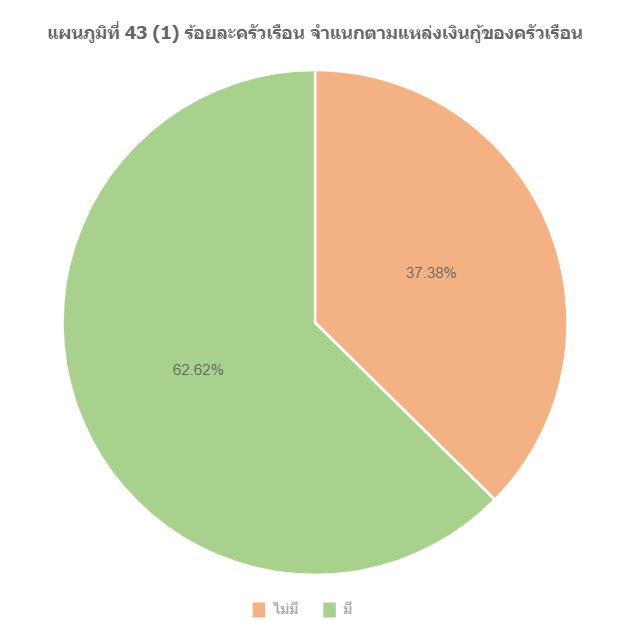 แผนภูมิที่ 43 (1) ร้อยละครัวเรือน จำแนกตามแหล่งเงินกู้ของครัวเรือน
37.38%
62.62%
ไม่มี มี